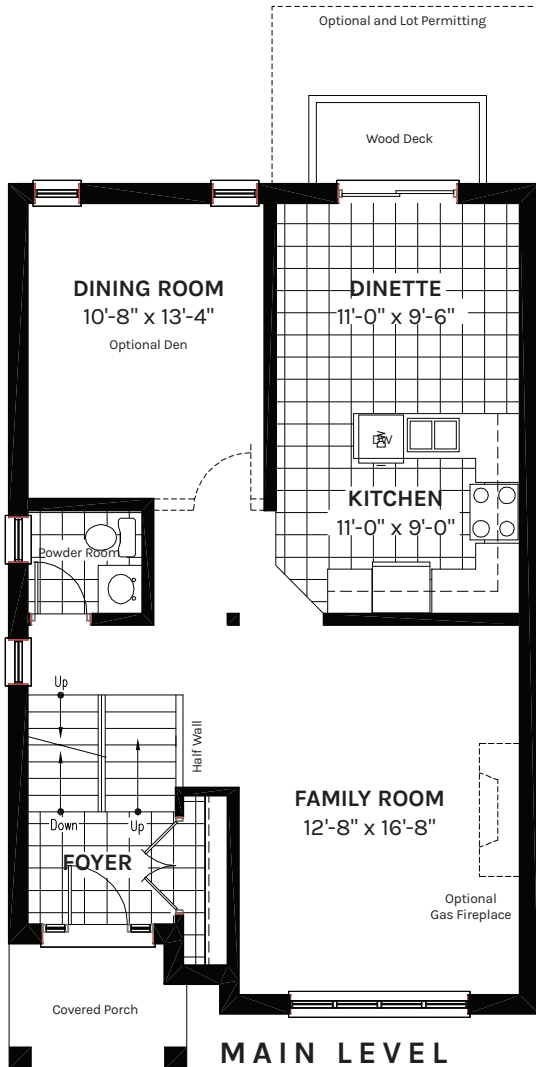 Optional and Lot Permitting
Wood Deck
DINING ROOM
10'-8" x 13'-4"
Optional Den
DINETTE
11'-0" x 9'-6"
DW
KITCHEN
11'-0" x 9'-0"
Powder Room
Up
Half Wall
Down
Up
FOYER
FAMILY ROOM
12'-8" x 16'-8"
Optional
Gas Fireplace
Covered Porch
MAIN LEVEL